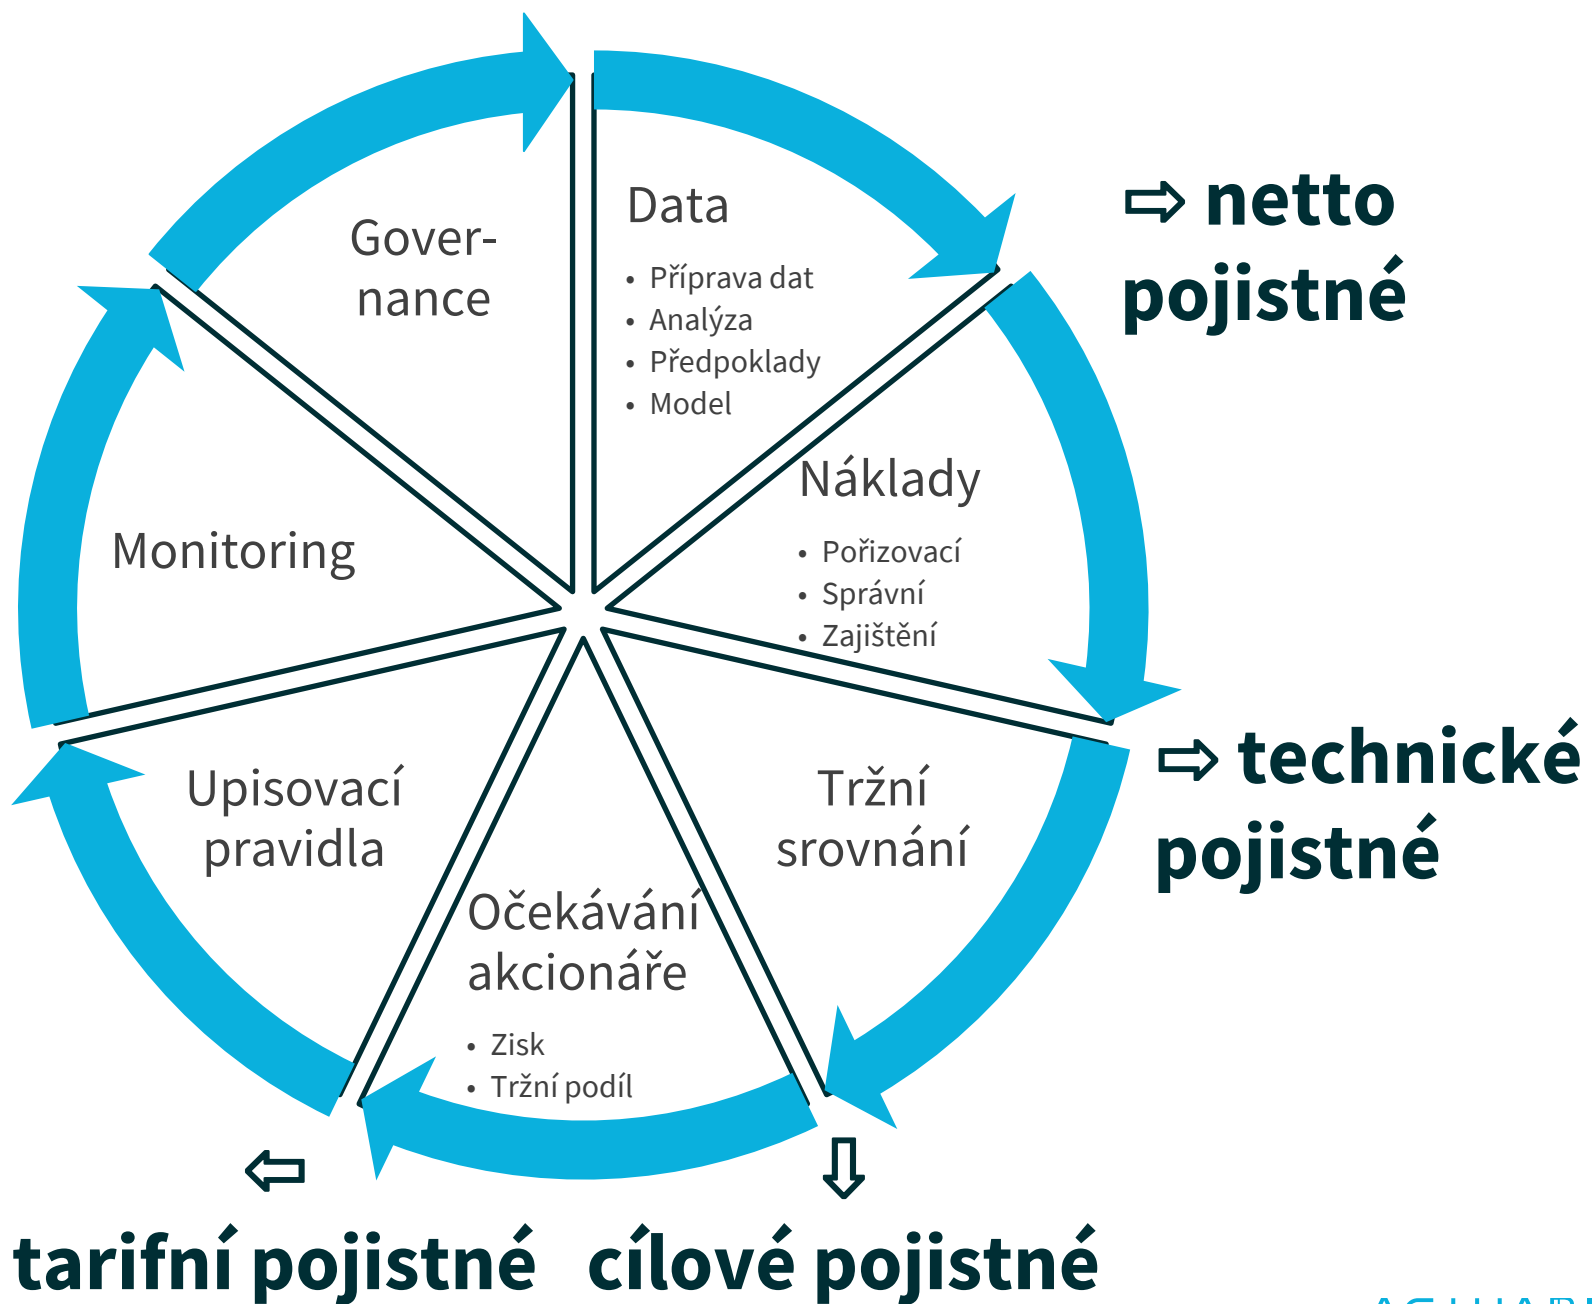 Data
• Příprava dat
• Analýza
• Předpoklady
• Model
⇨ netto
pojistné
Náklady
• Pořizovací
• Správní
• Zajištění
⇨ technické
pojistné
Tržní
srovnání
⇩
cílové pojistné
Očekávání
akcionáře
• Zisk
• Tržní podíl
⇦
tarifní pojistné
Upisovací
pravidla
Monitoring
Gover-
nance